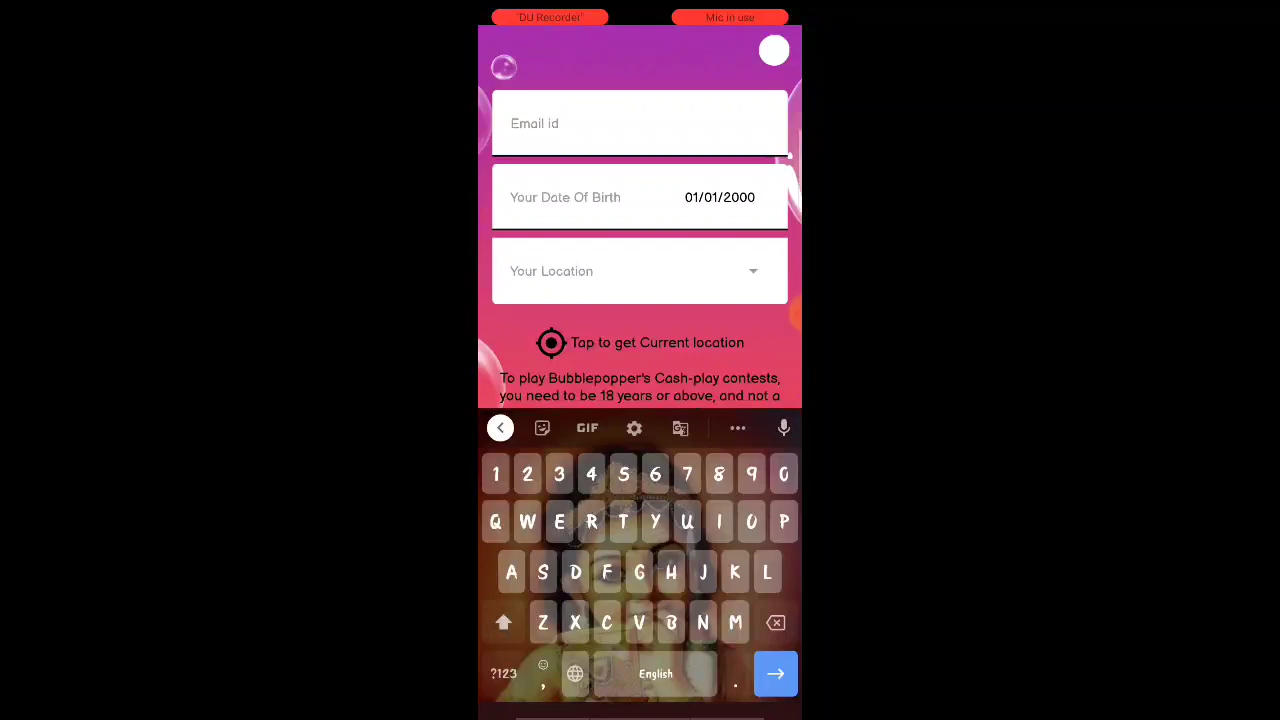 "DU Recorder" Mic in use
Email id
Your Date Of Birth 01/01/2000
Your Location
Tap to get Current location
To play Bubblepopper's Cash-play contests,
you need to be 18 years or above, and not a
GIF
1 2 3 4 5 6 7 8 9 0
Q W E R T Y U I O P
A S D F G H J K L
Z X C V B N M
?123 , English .